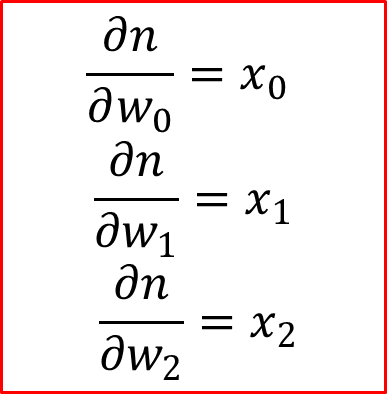 ∂n/∂w₀ = x₀
∂n/∂w₁ = x₁
∂n/∂w₂ = x₂